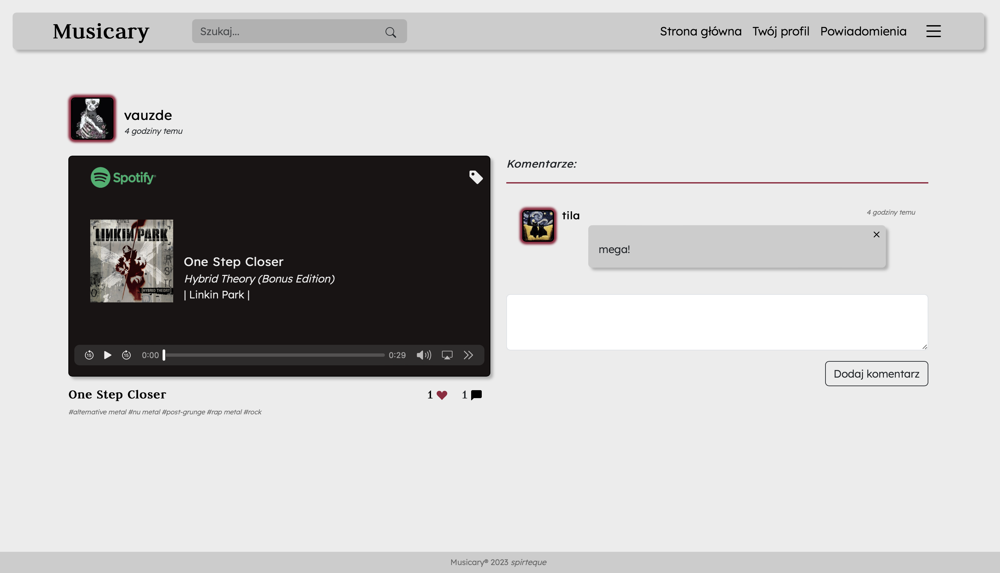 Musicary
Szukaj...
Strona główna Twój profil Powiadomienia
vauzde
4 godziny temu
Spotify®
LINKIN PARK
[HYBRID THEORY]
One Step Closer
Hybrid Theory (Bonus Edition)
| Linkin Park |
15 15 0:00 0:29
One Step Closer
1 1
#alternative metal #nu metal #post-grunge #rap metal #rock
Komentarze:
tila
4 godziny temu
mega!
Dodaj komentarz
Musicary® 2023 spirteque